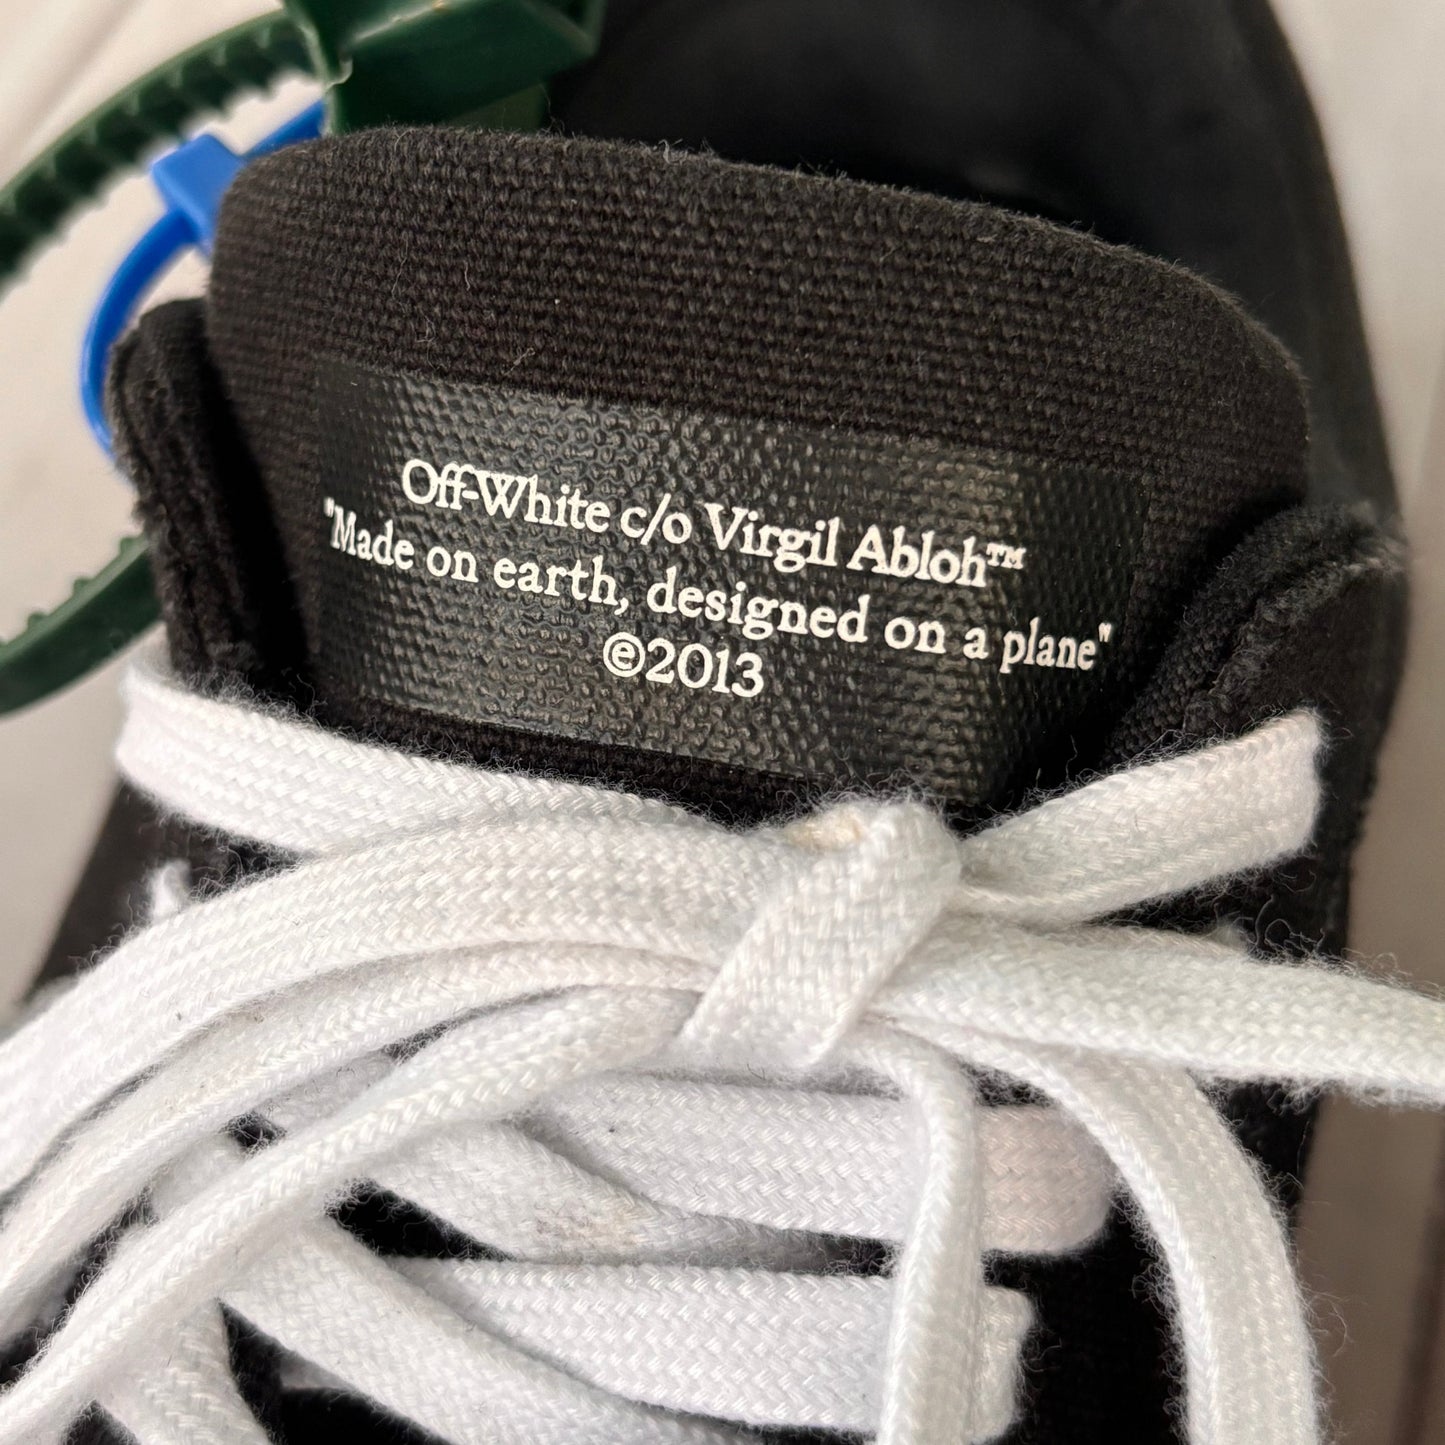 Off-White c/o Virgil Abloh™
"Made on earth, designed on a plane"
©2013